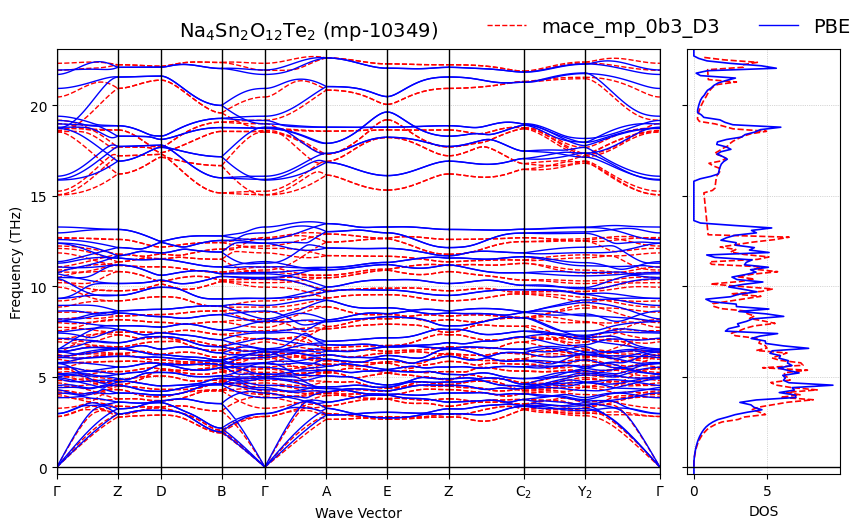 Na₄Sn₂O₁₂Te₂ (mp-10349) mace_mp_0b3_D3 PBE
20
15
10
5
0
Frequency (THz)
Γ Z D B Γ A E Z C₂ Y₂ Γ
Wave Vector
0 5
DOS